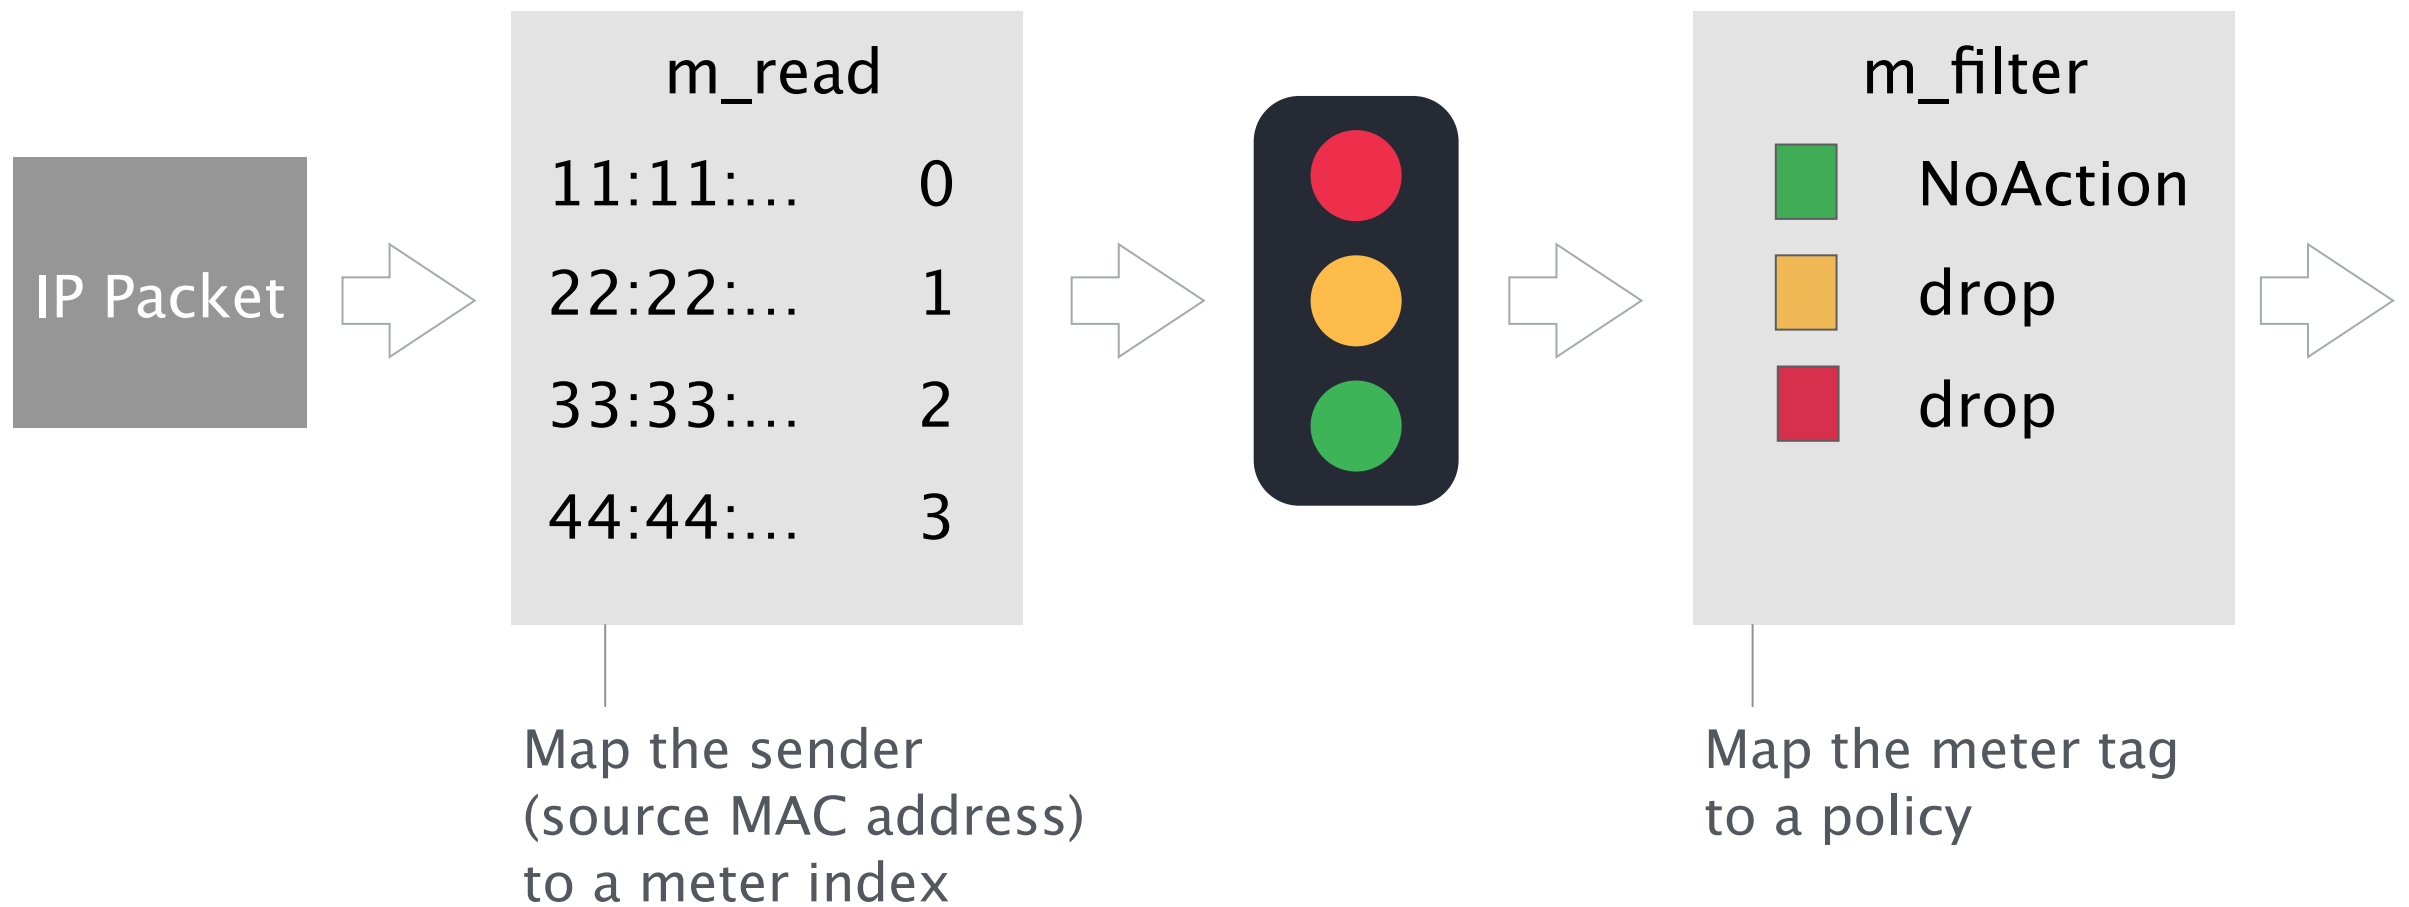 IP Packet
m_read
11:11:... 0
22:22:... 1
33:33:... 2
44:44:... 3
m_filter
NoAction
drop
drop
Map the sender
(source MAC address)
to a meter index
Map the meter tag
to a policy